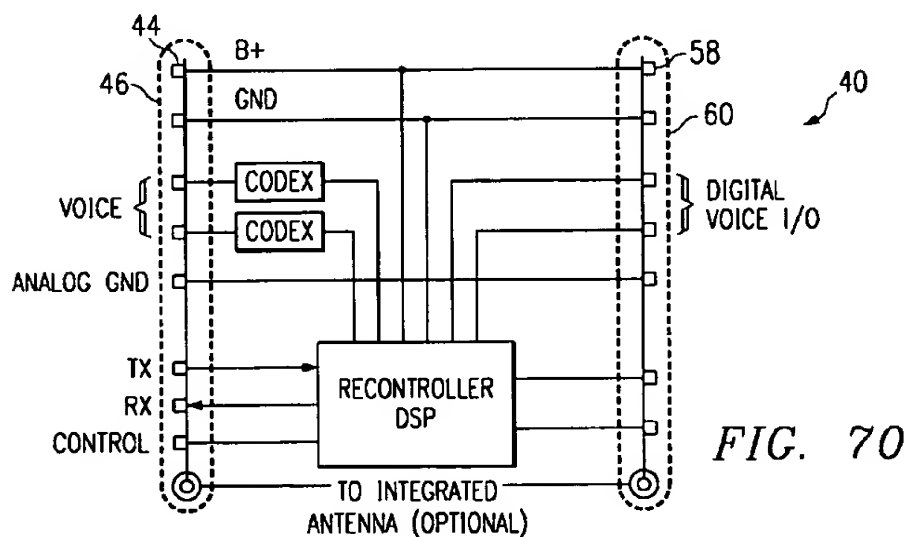 44
B+
58
46
GND
60
40
CODEX
VOICE
CODEX
DIGITAL
VOICE I/O
ANALOG GND
TX
RECONTROLLER
DSP
RX
CONTROL
FIG. 70
TO INTEGRATED
ANTENNA (OPTIONAL)